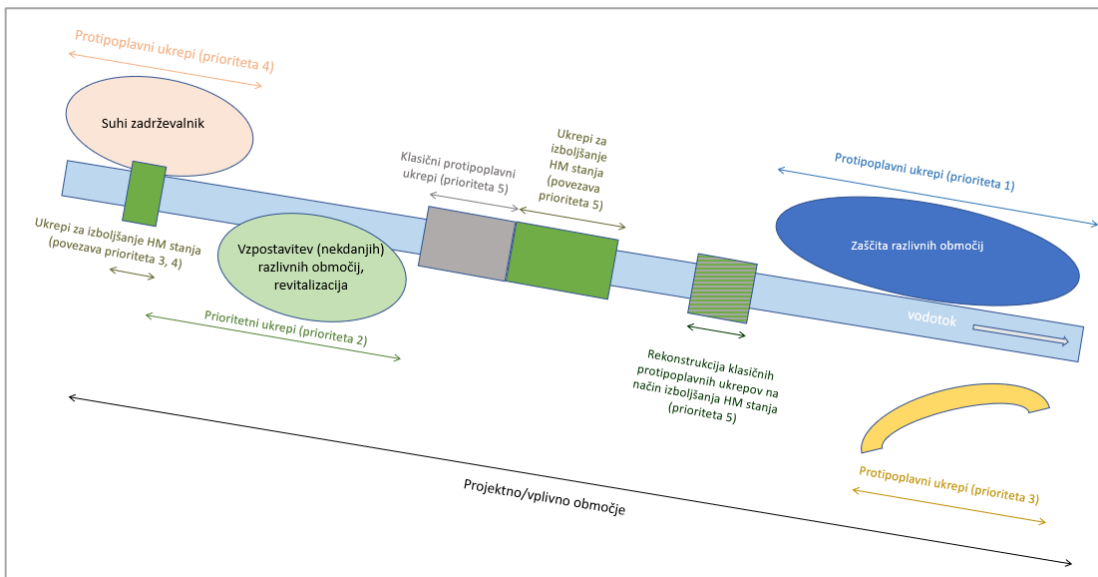 Protipoplavni ukrepi (prioriteta 4)
Suhi zadrževalnik
Ukrepi za izboljšanje HM stanja
(povezava prioriteta 3, 4)
Vzpostavitev (nekdanjih)
razlivnih območij,
revitalizacija
Prioritetni ukrepi (prioriteta 2)
Klasični protipoplavni
ukrepi (prioriteta 5)
Ukrepi za
izboljšanje
HM stanja
(povezava
prioriteta 5)
Protipoplavni ukrepi (prioriteta 1)
Zaščita razlivnih območij
vodotok
Rekonstrukcija klasičnih
protipoplavnih ukrepov na
način izboljšanja HM stanja
(prioriteta 5)
Protipoplavni ukrepi (prioriteta 3)
Projektno/vplivno območje